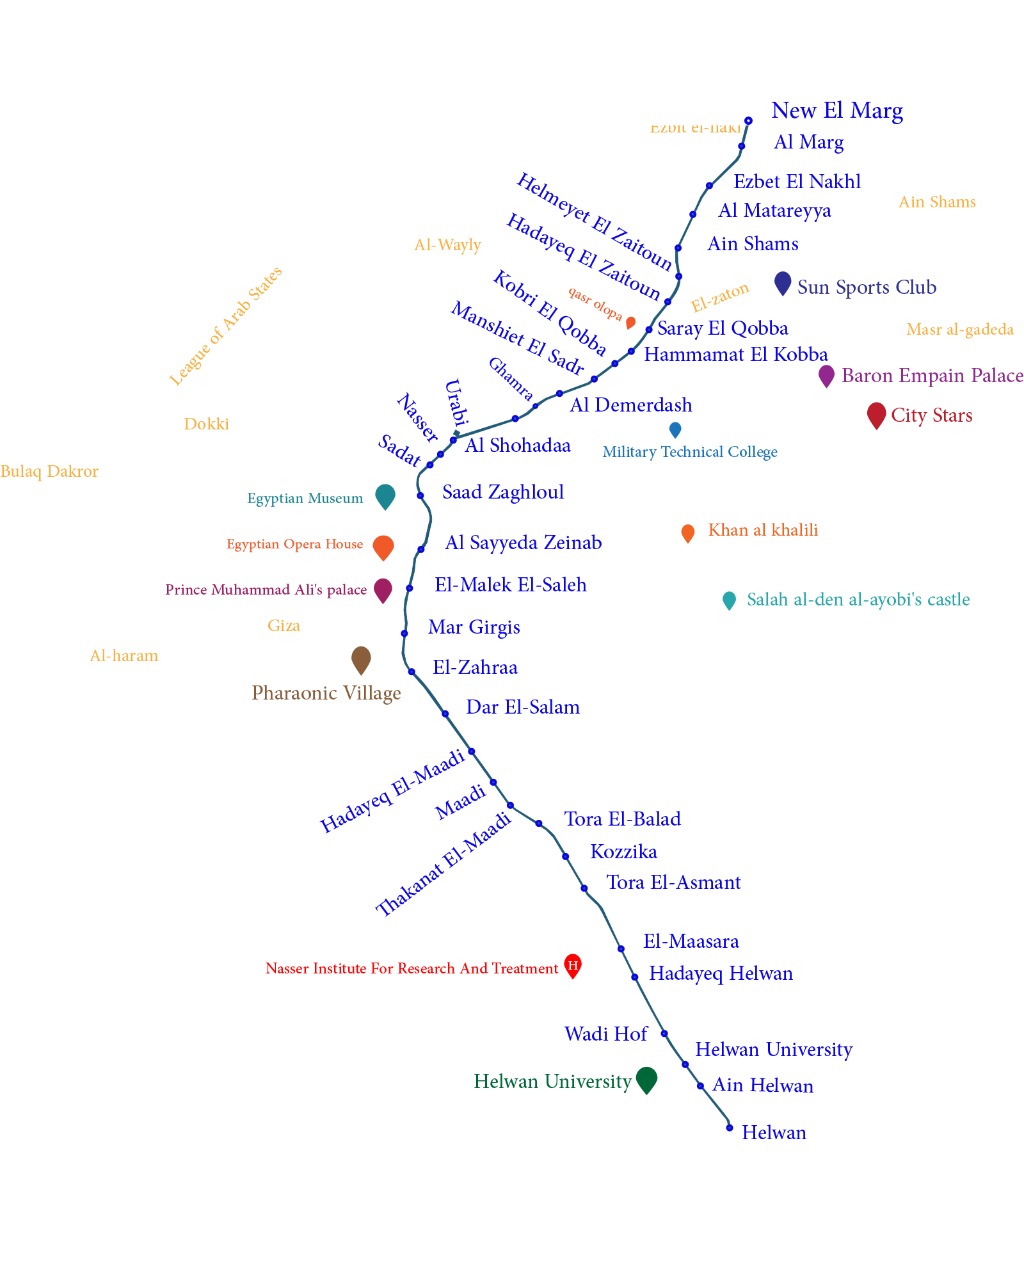 New El Marg
Ezbit el-nakl
Al Marg
Ezbet El Nakhl
Ain Shams
Al Matareyya
Helmeyet El Zaitoun
Ain Shams
Al-Wayly
Hadayeq El Zaitoun
Sun Sports Club
El-zaton
qasr olopa
Kobri El Qobba
League of Arab States
Saray El Qobba
Masr al-gadeda
Manshiet El Sadr
Hammamat El Kobba
Baron Empain Palace
Ghamra
Al Demerdash
Urabi
City Stars
Nasser
Dokki
Al Shohadaa
Sadat
Military Technical College
Bulaq Dakror
Saad Zaghloul
Egyptian Museum
Khan al khalili
Egyptian Opera House
Al Sayyeda Zeinab
El-Malek El-Saleh
Prince Muhammad Ali's palace
Salah al-den al-ayobi's castle
Giza
Mar Girgis
Al-haram
El-Zahraa
Pharaonic Village
Dar El-Salam
Hadayeq El-Maadi
Maadi
Thakanat El-Maadi
Tora El-Balad
Kozzika
Tora El-Asmant
El-Maasara
Nasser Institute For Research And Treatment
H
Hadayeq Helwan
Wadi Hof
Helwan University
Helwan University
Ain Helwan
Helwan